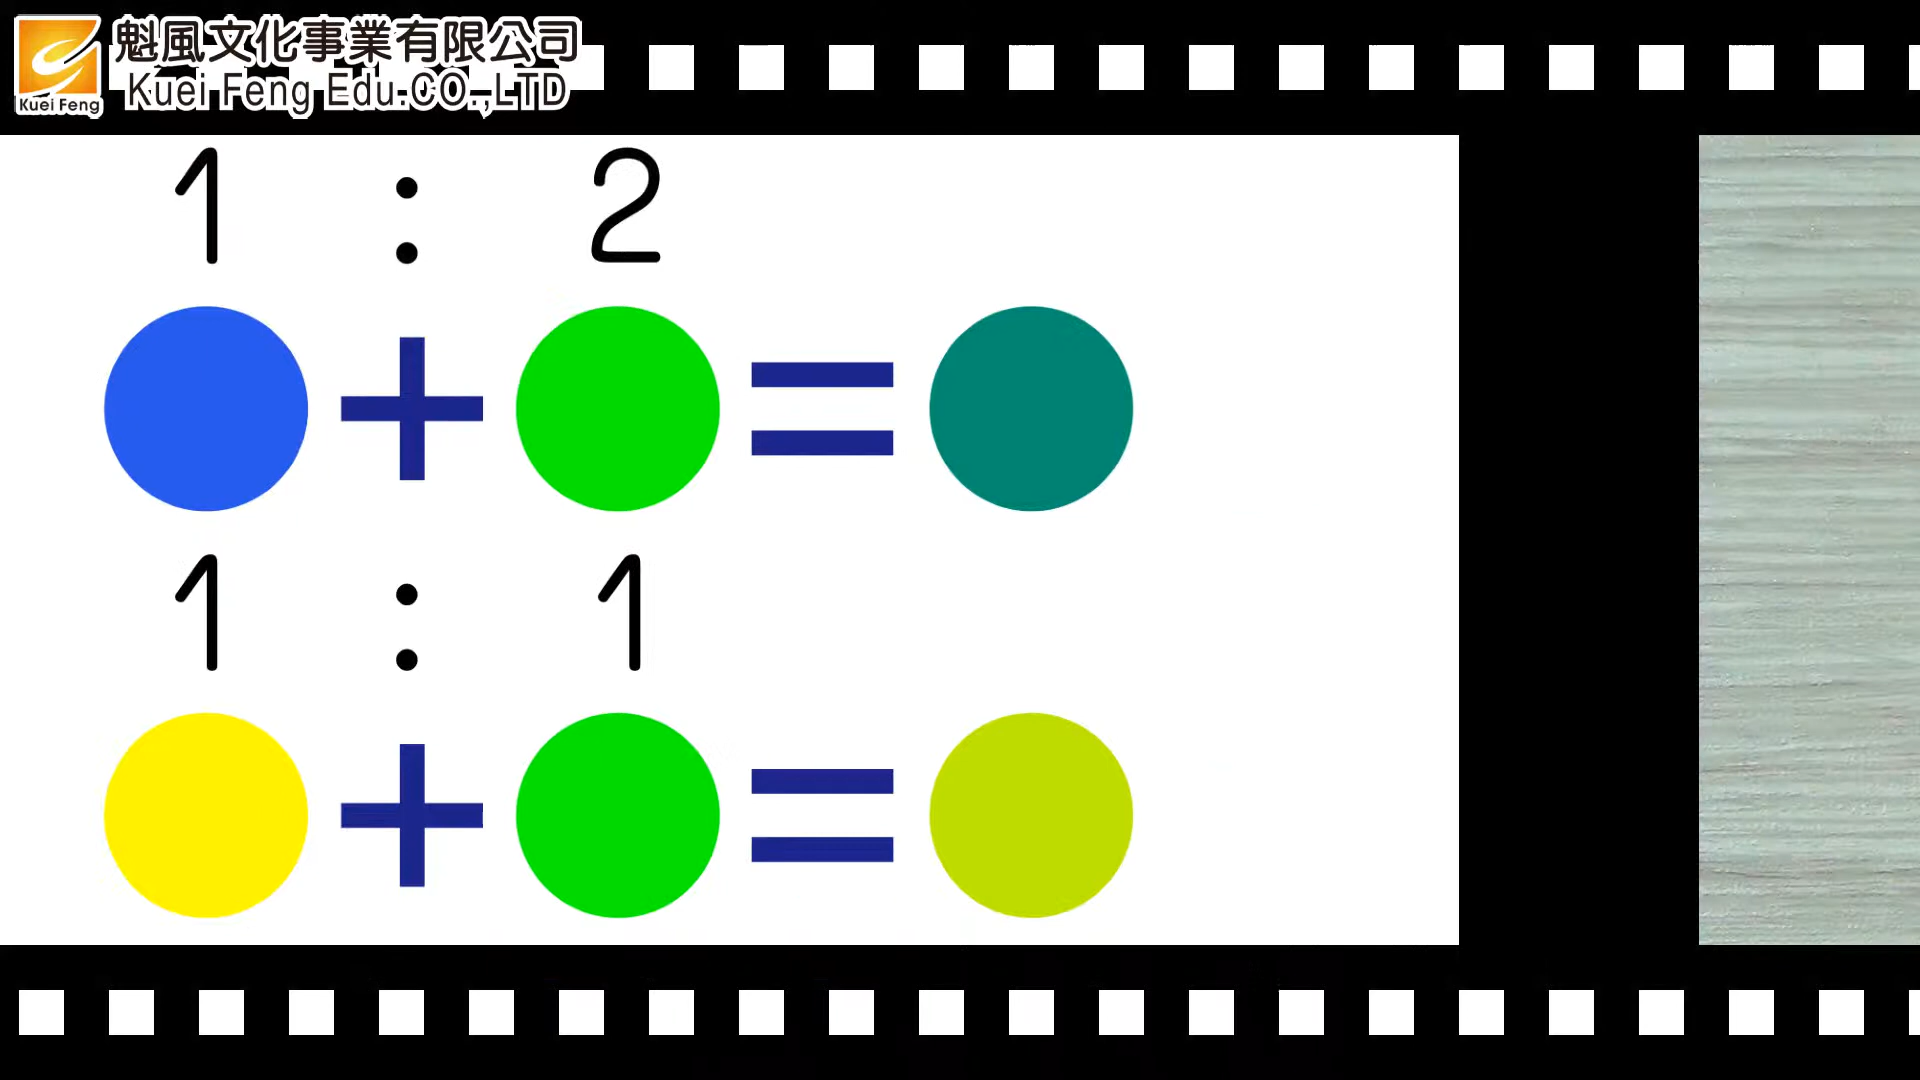 魁風文化事業有限公司
Kuei Feng Edu.CO.,LTD
Kuei Feng
1 : 2
+ =
1 : 1
+ =